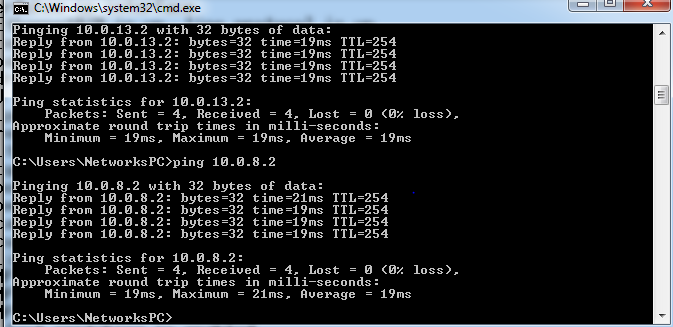 C:\Windows\system32\cmd.exe
Pinging 10.0.13.2 with 32 bytes of data:
Reply from 10.0.13.2: bytes=32 time=19ms TTL=254
Reply from 10.0.13.2: bytes=32 time=19ms TTL=254
Reply from 10.0.13.2: bytes=32 time=19ms TTL=254
Reply from 10.0.13.2: bytes=32 time=19ms TTL=254
Ping statistics for 10.0.13.2:
Packets: Sent = 4, Received = 4, Lost = 0 (0% loss),
Approximate round trip times in milli-seconds:
Minimum = 19ms, Maximum = 19ms, Average = 19ms
C:\Users\NetworksPC>ping 10.0.8.2
Pinging 10.0.8.2 with 32 bytes of data:
Reply from 10.0.8.2: bytes=32 time=21ms TTL=254
Reply from 10.0.8.2: bytes=32 time=19ms TTL=254
Reply from 10.0.8.2: bytes=32 time=19ms TTL=254
Reply from 10.0.8.2: bytes=32 time=19ms TTL=254
Ping statistics for 10.0.8.2:
Packets: Sent = 4, Received = 4, Lost = 0 (0% loss),
Approximate round trip times in milli-seconds:
Minimum = 19ms, Maximum = 21ms, Average = 19ms
C:\Users\NetworksPC>